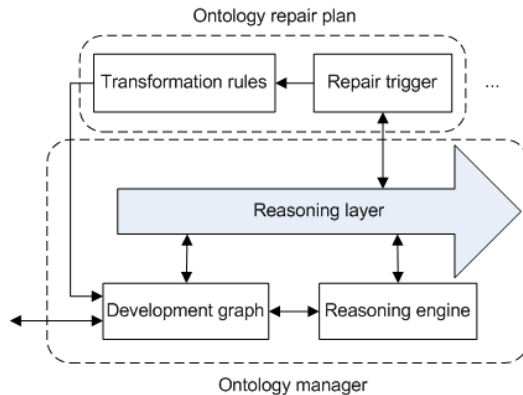 Ontology repair plan
Transformation rules
Repair trigger
...
Reasoning layer
Development graph
Reasoning engine
Ontology manager